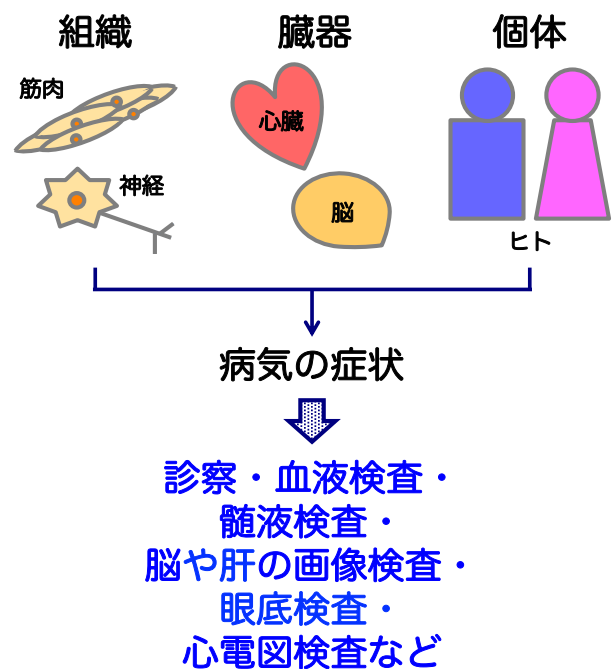 組織 臓器 個体
筋肉
心臓
神経
脳
ヒト
病気の症状
診察・血液検査・
髄液検査・
脳や肝の画像検査・
眼底検査・
心電図検査など